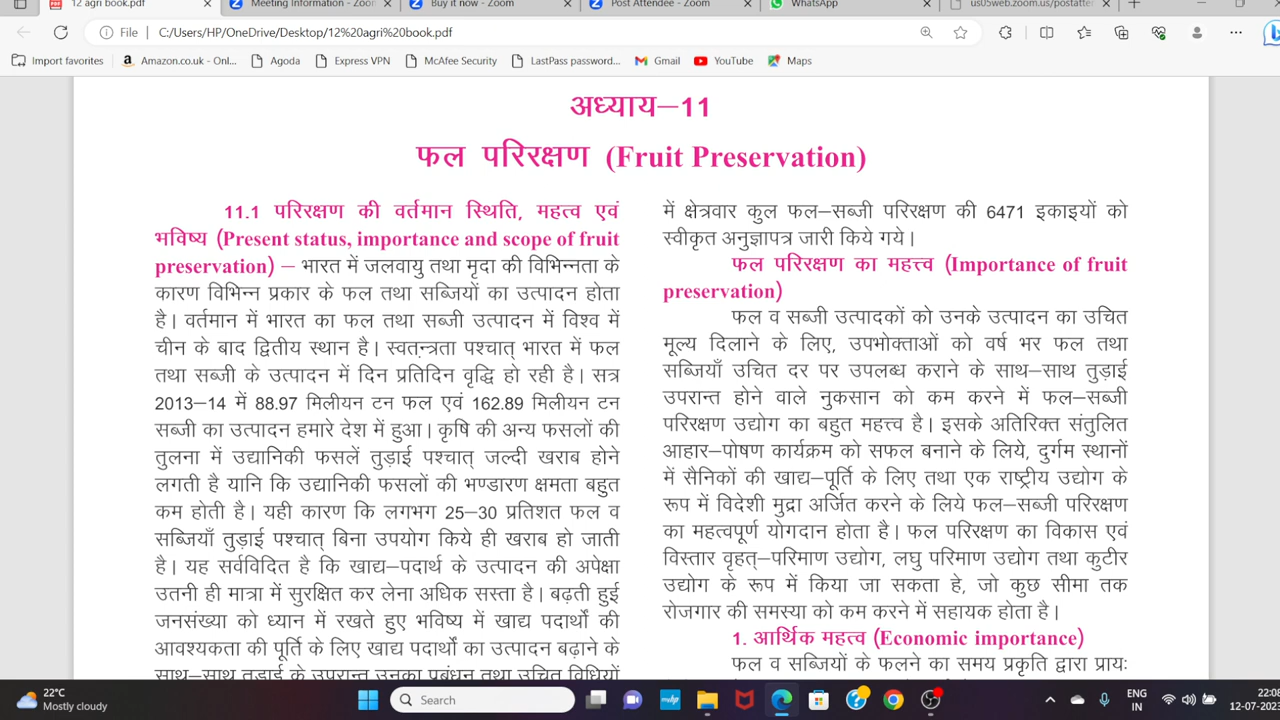 12 agri book.pdf
Meeting Information - Zoom
Buy it now - Zoom
Post Attendee - Zoom
WhatsApp
us05web.zoom.us/postatten
File
C:/Users/HP/OneDrive/Desktop/12%20agri%20book.pdf
Import favorites
Amazon.co.uk - Onl...
Agoda
Express VPN
McAfee Security
LastPass password...
Gmail
YouTube
Maps
अध्याय–11
फल परिरक्षण (Fruit Preservation)
11.1 परिरक्षण की वर्तमान स्थिति, महत्व एवं
भविष्य (Present status, importance and scope of fruit
preservation) – भारत में जलवायु तथा मृदा की विभिन्नता के
कारण विभिन्न प्रकार के फल तथा सब्जियों का उत्पादन होता
है। वर्तमान में भारत का फल तथा सब्जी उत्पादन में विश्व में
चीन के बाद द्वितीय स्थान है। स्वतन्त्रता पश्चात् भारत में फल
तथा सब्जी के उत्पादन में दिन प्रतिदिन वृद्धि हो रही है। सत्र
2013–14 में 88.97 मिलीयन टन फल एवं 162.89 मिलीयन टन
सब्जी का उत्पादन हमारे देश में हुआ। कृषि की अन्य फसलों की
तुलना में उद्यानिकी फसलें तुड़ाई पश्चात् जल्दी खराब होने
लगती है यानि कि उद्यानिकी फसलों की भण्डारण क्षमता बहुत
कम होती है। यही कारण कि लगभग 25–30 प्रतिशत फल व
सब्जियाँ तुड़ाई पश्चात् बिना उपयोग किये ही खराब हो जाती
है। यह सर्वविदित है कि खाद्य–पदार्थ के उत्पादन की अपेक्षा
उतनी ही मात्रा में सुरक्षित कर लेना अधिक सस्ता है। बढ़ती हुई
जनसंख्या को ध्यान में रखते हुए भविष्य में खाद्य पदार्थों की
आवश्यकता की पूर्ति के लिए खाद्य पदार्थों का उत्पादन बढ़ाने के
साथ–साथ तुड़ाई के उपरान्त उनका प्रबंधन तथा उचित विधियों
में क्षेत्रवार कुल फल–सब्जी परिरक्षण की 6471 इकाइयों को
स्वीकृत अनुज्ञापत्र जारी किये गये।
फल परिरक्षण का महत्त्व (Importance of fruit
preservation)
फल व सब्जी उत्पादकों को उनके उत्पादन का उचित
मूल्य दिलाने के लिए, उपभोक्ताओं को वर्ष भर फल तथा
सब्जियाँ उचित दर पर उपलब्ध कराने के साथ–साथ तुड़ाई
उपरान्त होने वाले नुकसान को कम करने में फल–सब्जी
परिरक्षण उद्योग का बहुत महत्त्व है। इसके अतिरिक्त संतुलित
आहार–पोषण कार्यक्रम को सफल बनाने के लिये, दुर्गम स्थानों
में सैनिकों की खाद्य–पूर्ति के लिए तथा एक राष्ट्रीय उद्योग के
रूप में विदेशी मुद्रा अर्जित करने के लिये फल–सब्जी परिरक्षण
का महत्वपूर्ण योगदान होता है। फल परिरक्षण का विकास एवं
विस्तार वृहत्–परिमाण उद्योग, लघु परिमाण उद्योग तथा कुटीर
उद्योग के रूप में किया जा सकता हे, जो कुछ सीमा तक
रोजगार की समस्या को कम करने में सहायक होता है।
1. आर्थिक महत्व (Economic importance)
फल व सब्जियों के फलने का समय प्रकृति द्वारा प्रायः
22°C
Mostly cloudy
Search
ENG
IN
22:08
12-07-2023